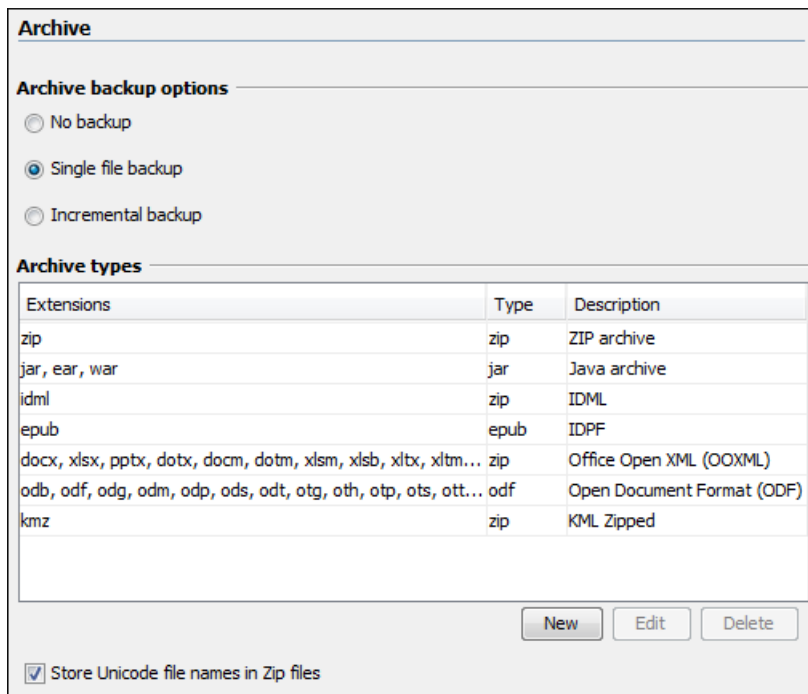 Archive
Archive backup options
No backup
Single file backup
Incremental backup
Archive types
Extensions Type Description
zip zip ZIP archive
jar, ear, war jar Java archive
idml zip IDML
epub epub IDPF
docx, xlsx, pptx, dotx, docm, dotm, xlsm, xlsb, xltx, xltm... zip Office Open XML (OOXML)
odb, odf, odg, odm, odp, ods, odt, otg, oth, otp, ots, ott... odf Open Document Format (ODF)
kmz zip KML Zipped
New Edit Delete
Store Unicode file names in Zip files